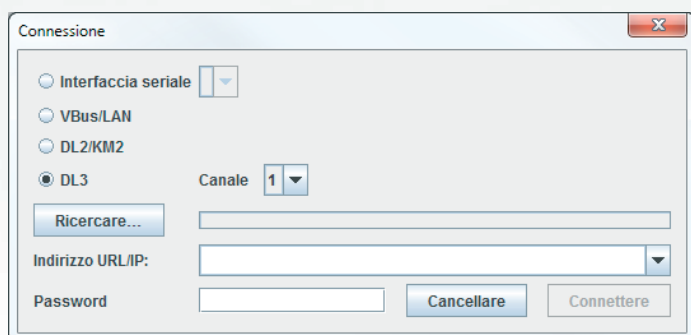 Connessione
Interfaccia seriale
VBus/LAN
DL2/KM2
DL3 Canale 1
Ricercare...
Indirizzo URL/IP:
Password Cancellare Connettere